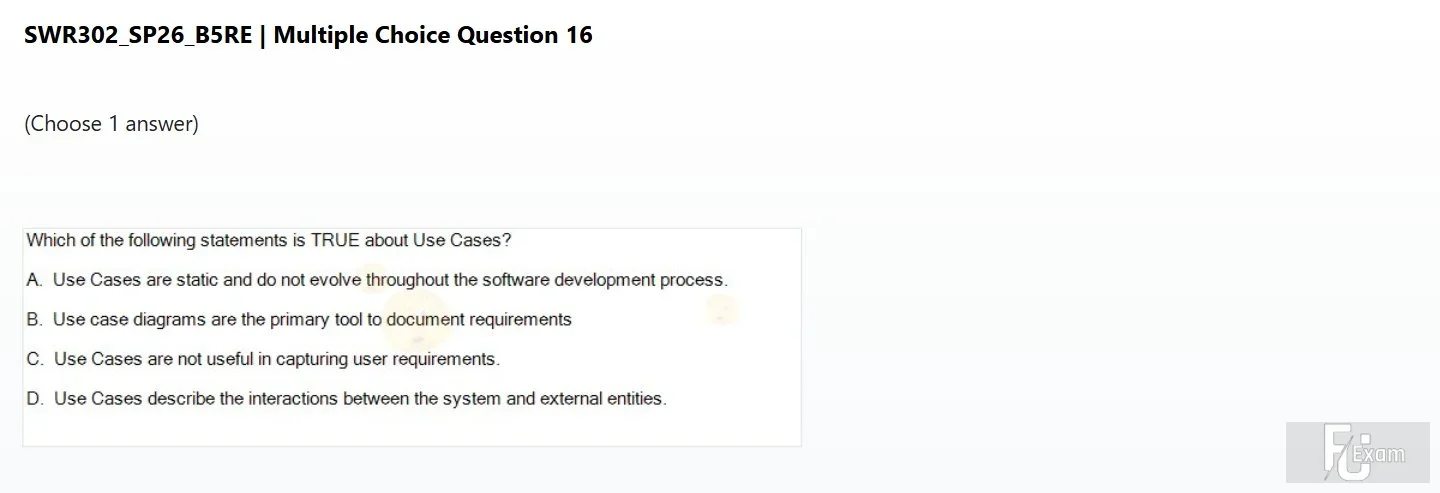 SWR302_SP26_B5RE | Multiple Choice Question 16
(Choose 1 answer)
Which of the following statements is TRUE about Use Cases?
A. Use Cases are static and do not evolve throughout the software development process.
B. Use case diagrams are the primary tool to document requirements
C. Use Cases are not useful in capturing user requirements.
D. Use Cases describe the interactions between the system and external entities.
Exam